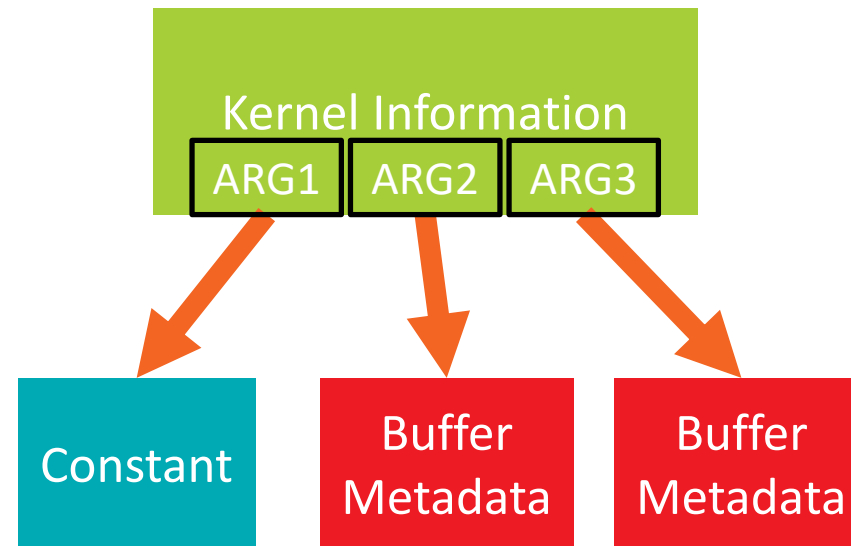 Kernel Information
ARG1 ARG2 ARG3
Constant
Buffer
Metadata
Buffer
Metadata